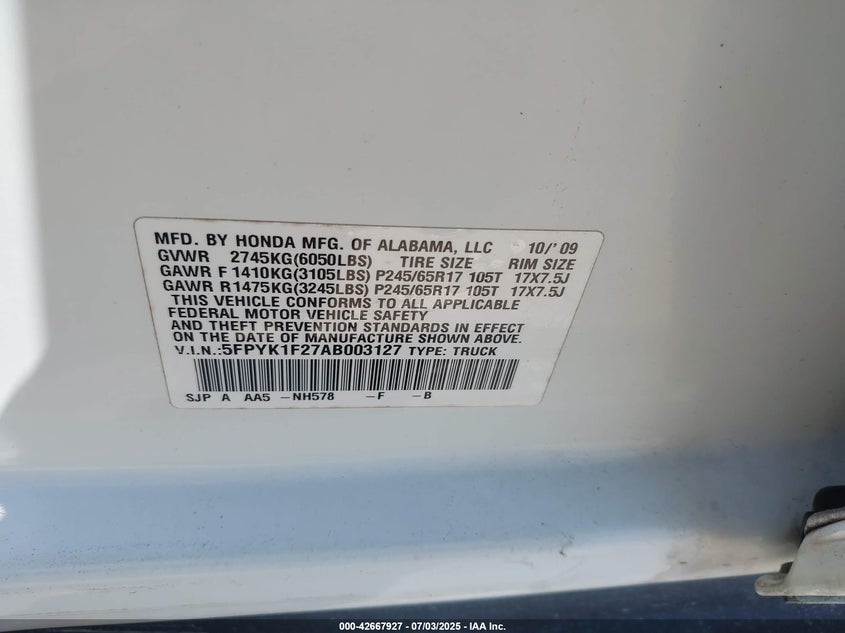 MFD. BY HONDA MFG. OF ALABAMA, LLC 10/'09
GVWR 2745KG(6050LBS) TIRE SIZE RIM SIZE
GAWR F 1410KG(3105LBS) P245/65R17 105T 17X7.5J
GAWR R1475KG(3245LBS) P245/65R17 105T 17X7.5J
THIS VEHICLE CONFORMS TO ALL APPLICABLE
FEDERAL MOTOR VEHICLE SAFETY
AND THEFT PREVENTION STANDARDS IN EFFECT
ON THE DATE OF MANUFACTURE SHOWN ABOVE.
V.I.N.:5FPYK1F27AB003127 TYPE: TRUCK
SJP A AA5 -NH578 -F -B
000-42667927 - 07/03/2025 - IAA Inc.